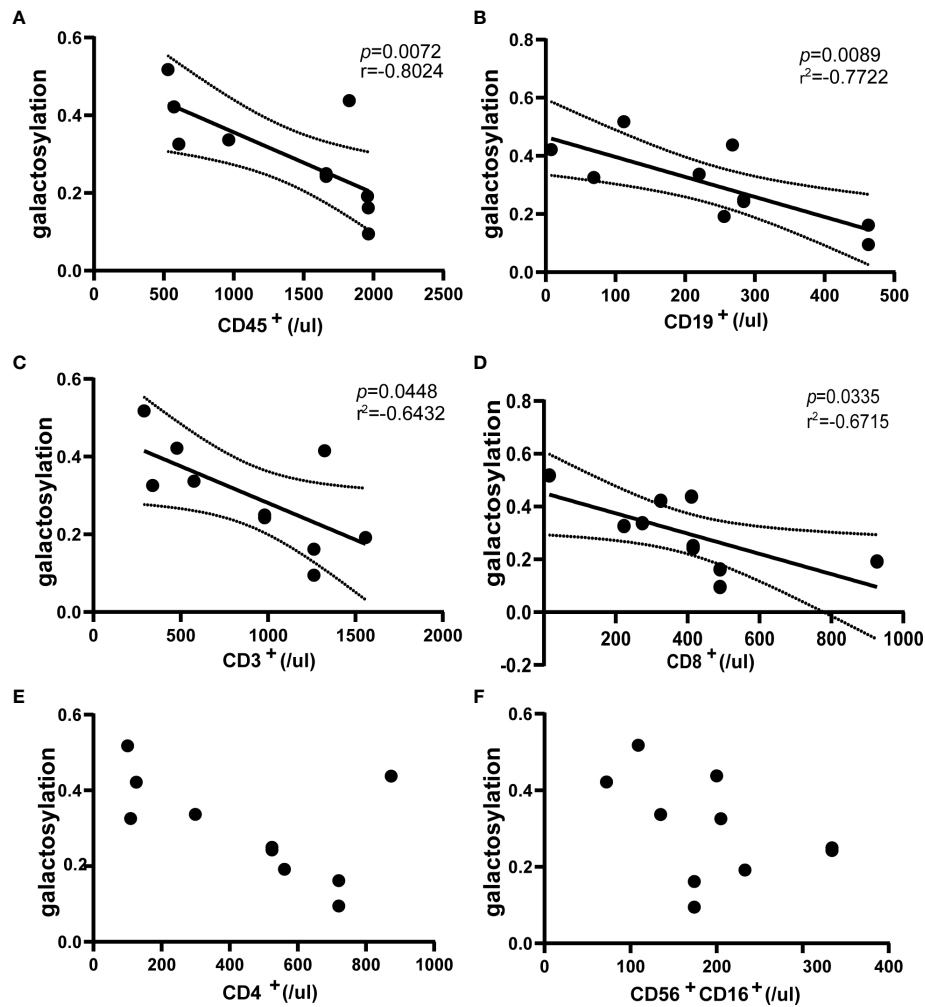 A
0.6
0.4
0.2
0.0
galactosylation
p=0.0072
r=-0.8024
0 500 1000 1500 2000 2500
CD45 + (/ul)
B
0.8
0.6
0.4
0.2
0.0
galactosylation
p=0.0089
r²=-0.7722
0 100 200 300 400 500
CD19 + (/ul)
C
0.6
0.4
0.2
0.0
galactosylation
p=0.0448
r²=-0.6432
0 500 1000 1500 2000
CD3 + (/ul)
D
0.8
0.6
0.4
0.2
0.0
-0.2
galactosylation
p=0.0335
r²=-0.6715
200 400 600 800 1000
CD8 + (/ul)
E
0.6
0.4
0.2
0.0
galactosylation
0 200 400 600 800 1000
CD4 + (/ul)
F
0.6
0.4
0.2
0.0
galactosylation
0 100 200 300 400
CD56 + CD16 + (/ul)